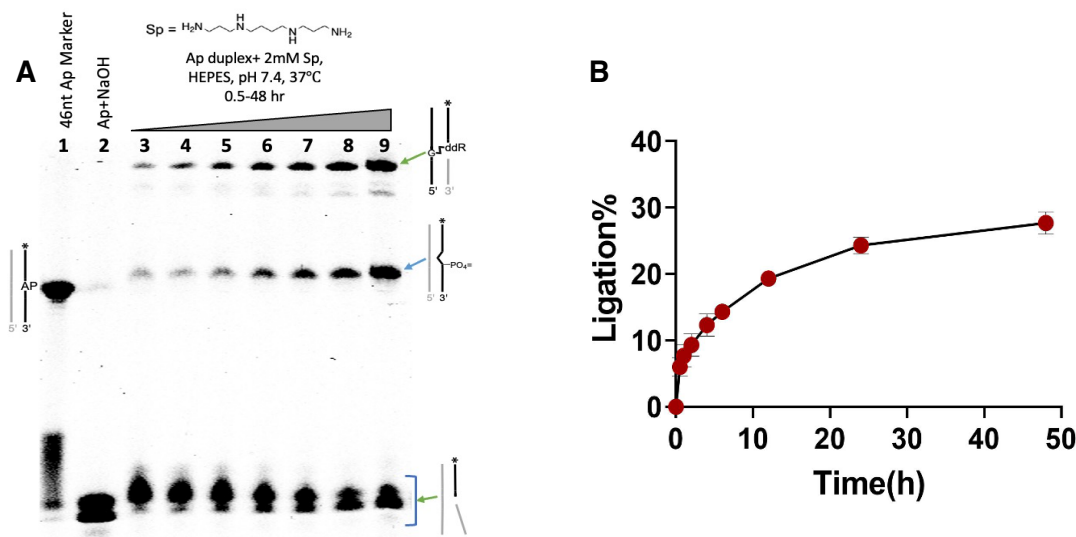 A
46nt Ap Marker
Ap+NaOH
Sp = H₂N N H N H NH₂
Ap duplex+ 2mM Sp,
HEPES, pH 7.4, 37°C
0.5-48 hr
1 2 3 4 5 6 7 8 9
*
G ddR
5' 3'
*
AP
5' 3'
*
PO₄=
3'
*
B
Ligation%
40
30
20
10
0
0 10 20 30 40 50
Time(h)